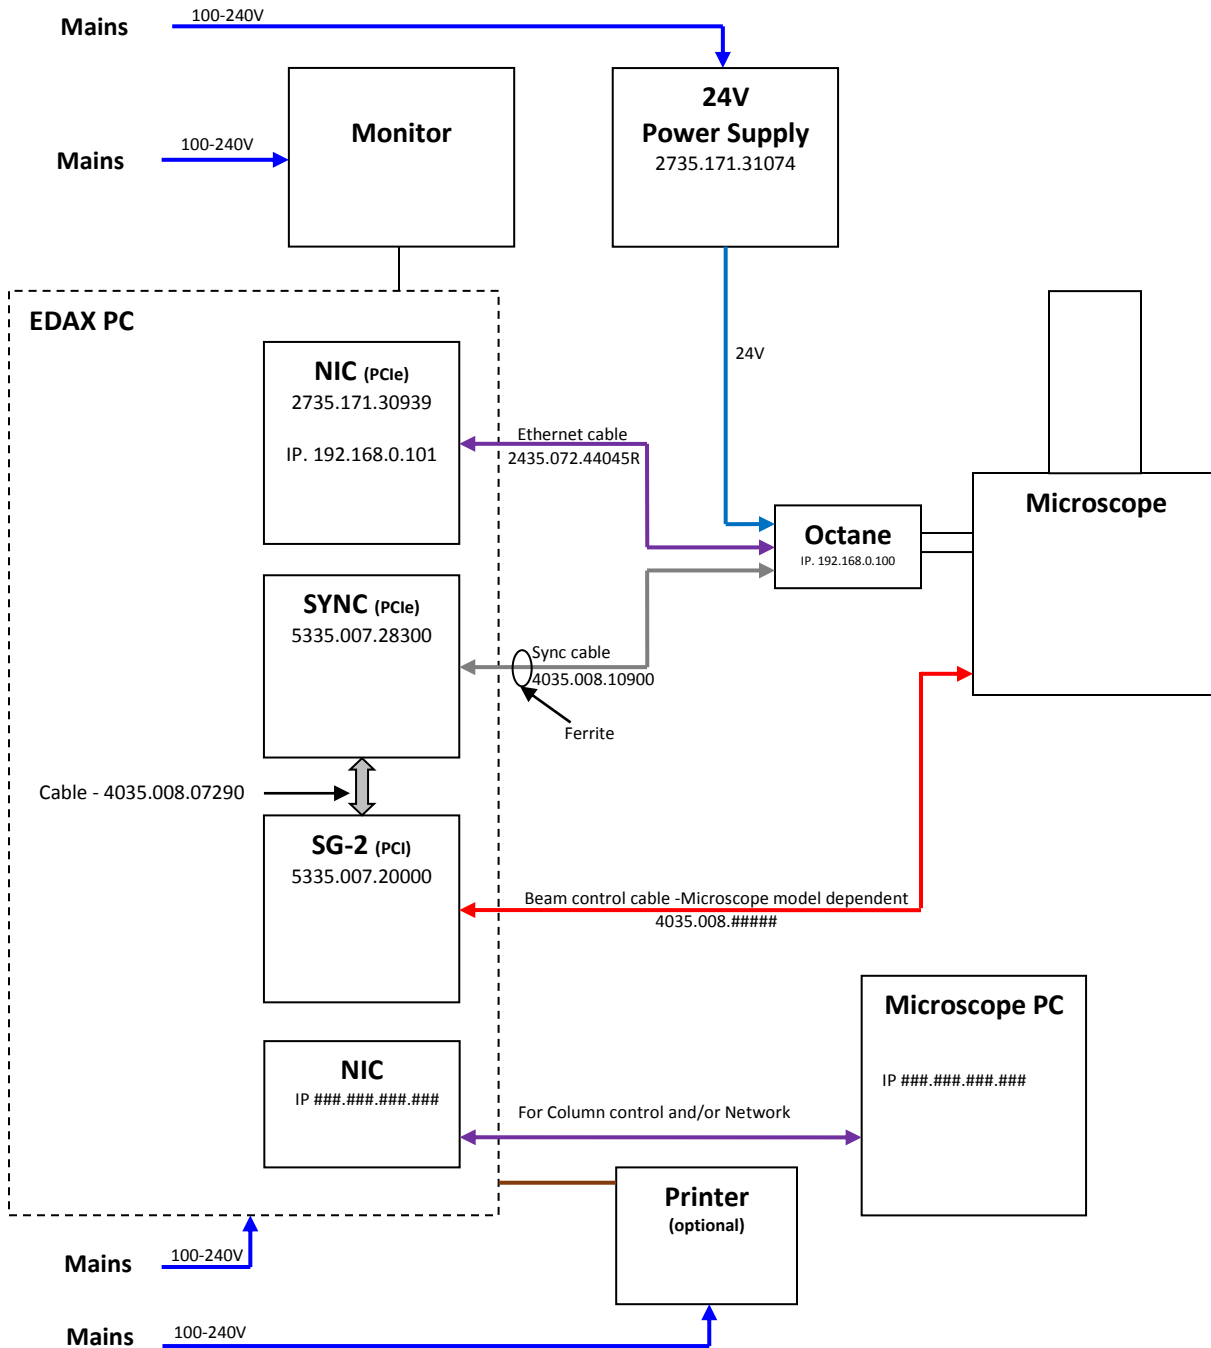 Mains
100-240V
24V
Power Supply
2735.171.31074
Monitor
Mains
100-240V
EDAX PC
NIC (PCIe)
2735.171.30939
IP. 192.168.0.101
24V
Ethernet cable
2435.072.44045R
Microscope
Octane
IP. 192.168.0.100
SYNC (PCIe)
5335.007.28300
Sync cable
4035.008.10900
Ferrite
Cable - 4035.008.07290
SG-2 (PCI)
5335.007.20000
Beam control cable -Microscope model dependent
4035.008.#####
Microscope PC
IP ###.###.###.###
NIC
IP ###.###.###.###
For Column control and/or Network
Printer
(optional)
Mains
100-240V
Mains
100-240V